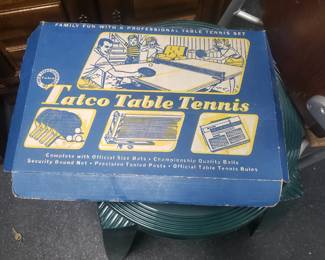 FAMILY FUN WITH A PROFESSIONAL TABLE TENNIS SET
Tatco Table Tennis
Complete with Official Size Bats • Championship Quality Balls
Security Bound Net • Precision Tooled Posts • Official Table Tennis Rules